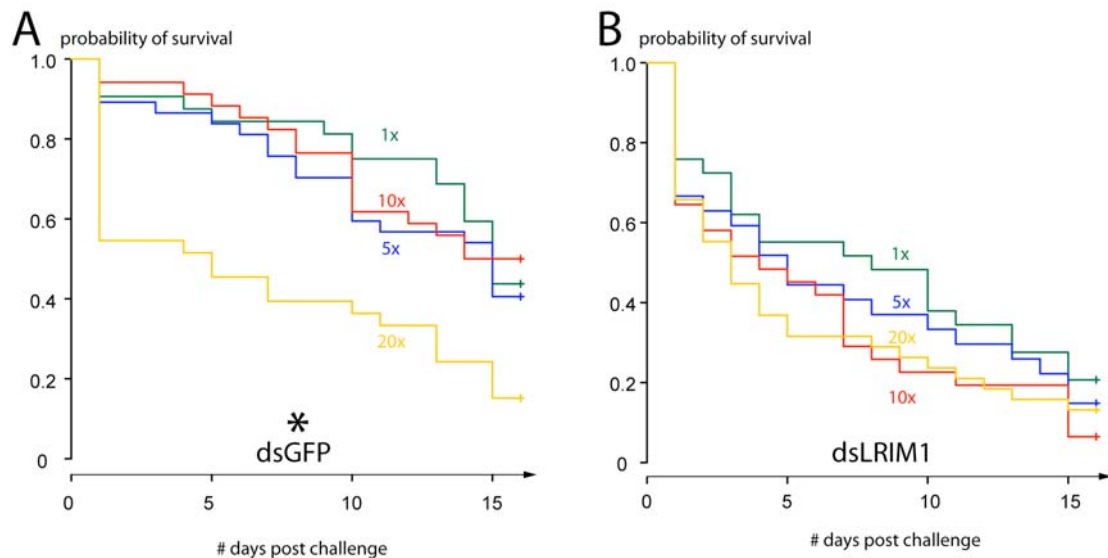 A
probability of survival
1.0
0.8
0.6
0.4
0.2
0
1x
10x
5x
20x
*
dsGFP
0
5
10
15
# days post challenge
B
probability of survival
1.0
0.8
0.6
0.4
0.2
0
1x
5x
20x
10x
dsLRIM1
0
5
10
15
# days post challenge